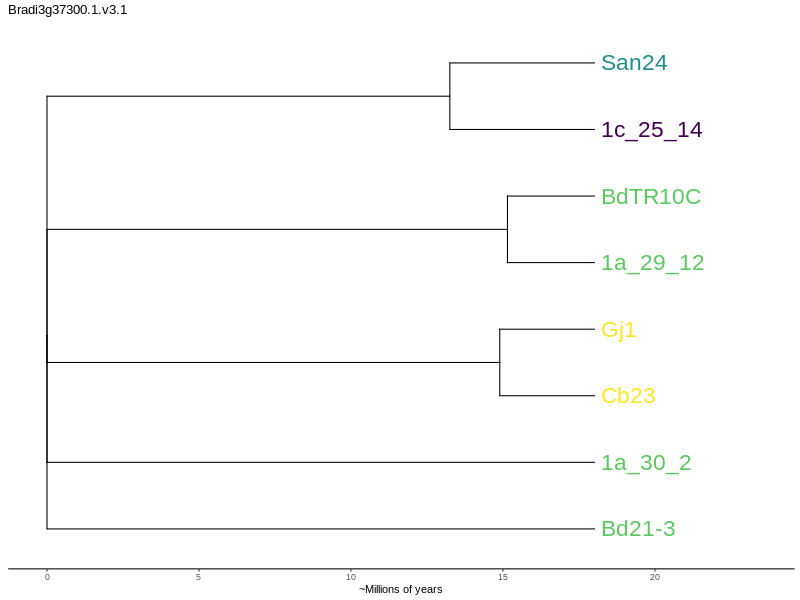 Bradi3g37300.1.v3.1
San24
1c_25_14
BdTR10C
1a_29_12
Gj1
Cb23
1a_30_2
Bd21-3
0 5 10 15 20
~Millions of years